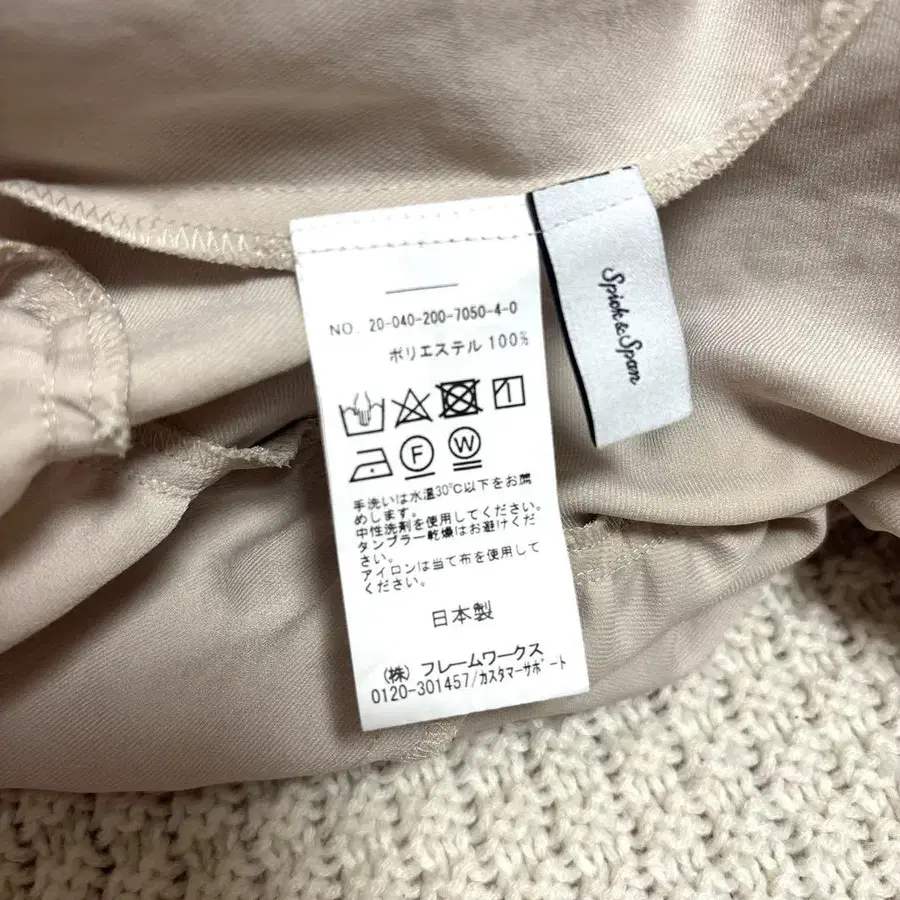 NO. 20-040-200-7050-4-0
ポリエステル 100%
F W
手洗いは水温30℃以下をお薦
めします。
中性洗剤を使用してください。
タンブラー乾燥はお避けくだ
さい。
アイロンは当て布を使用して
ください。
日本製
(株) フレームワークス
0120-301457/カスタマーサポート
Spick&Span